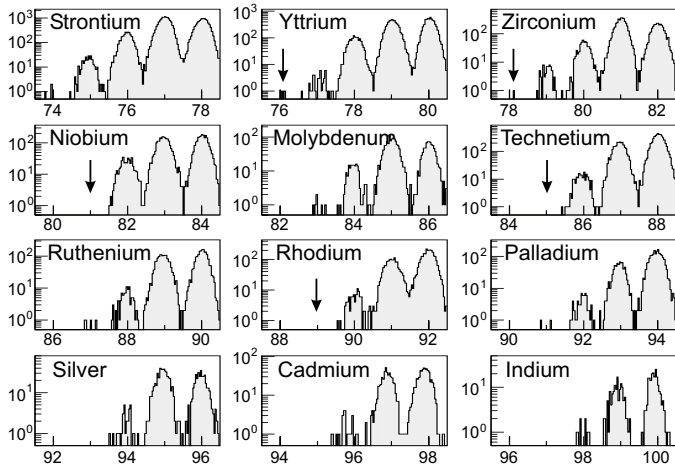 Strontium Yttrium Zirconium
10³ 10³ 10³
10² 10² 10²
10¹ 10¹ 10¹
10⁰ 10⁰ 10⁰
74 76 78 76 78 80 78 80 82
Niobium Molybdenum Technetium
10² 10² 10²
10¹ 10¹ 10¹
10⁰ 10⁰ 10⁰
80 82 84 82 84 86 84 86 88
Ruthenium Rhodium Palladium
10² 10² 10²
10¹ 10¹ 10¹
10⁰ 10⁰ 10⁰
86 88 90 88 90 92 90 92 94
Silver Cadmium Indium
10² 
10¹ 10¹ 10¹
10⁰ 10⁰ 10⁰
92 94 96 94 96 98 96 98 100